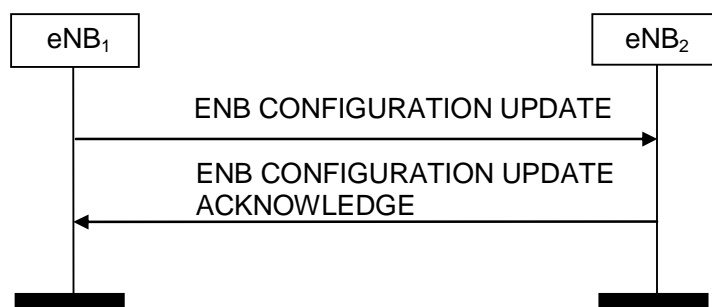 eNB₁
eNB₂
ENB CONFIGURATION UPDATE
ENB CONFIGURATION UPDATE
ACKNOWLEDGE